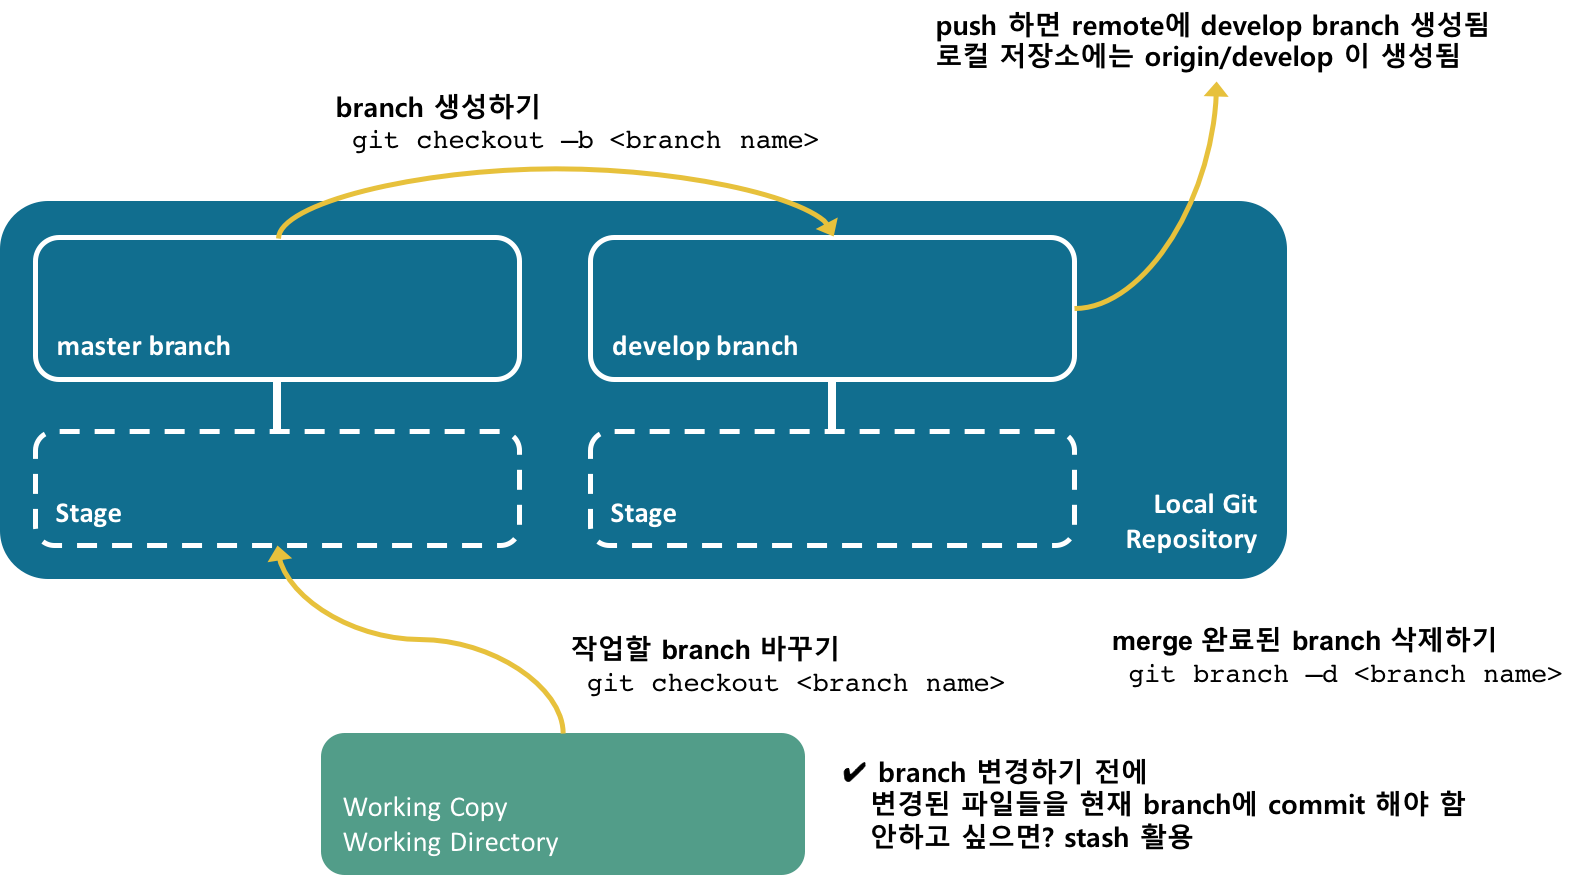 push 하면 remote에 develop branch 생성됨
로컬 저장소에는 origin/develop 이 생성됨
branch 생성하기
git checkout –b <branch name>
master branch
develop branch
Stage
Stage
Local Git
Repository
작업할 branch 바꾸기
git checkout <branch name>
merge 완료된 branch 삭제하기
git branch –d <branch name>
Working Copy
Working Directory
✔ branch 변경하기 전에
변경된 파일들을 현재 branch에 commit 해야 함
안하고 싶으면? stash 활용